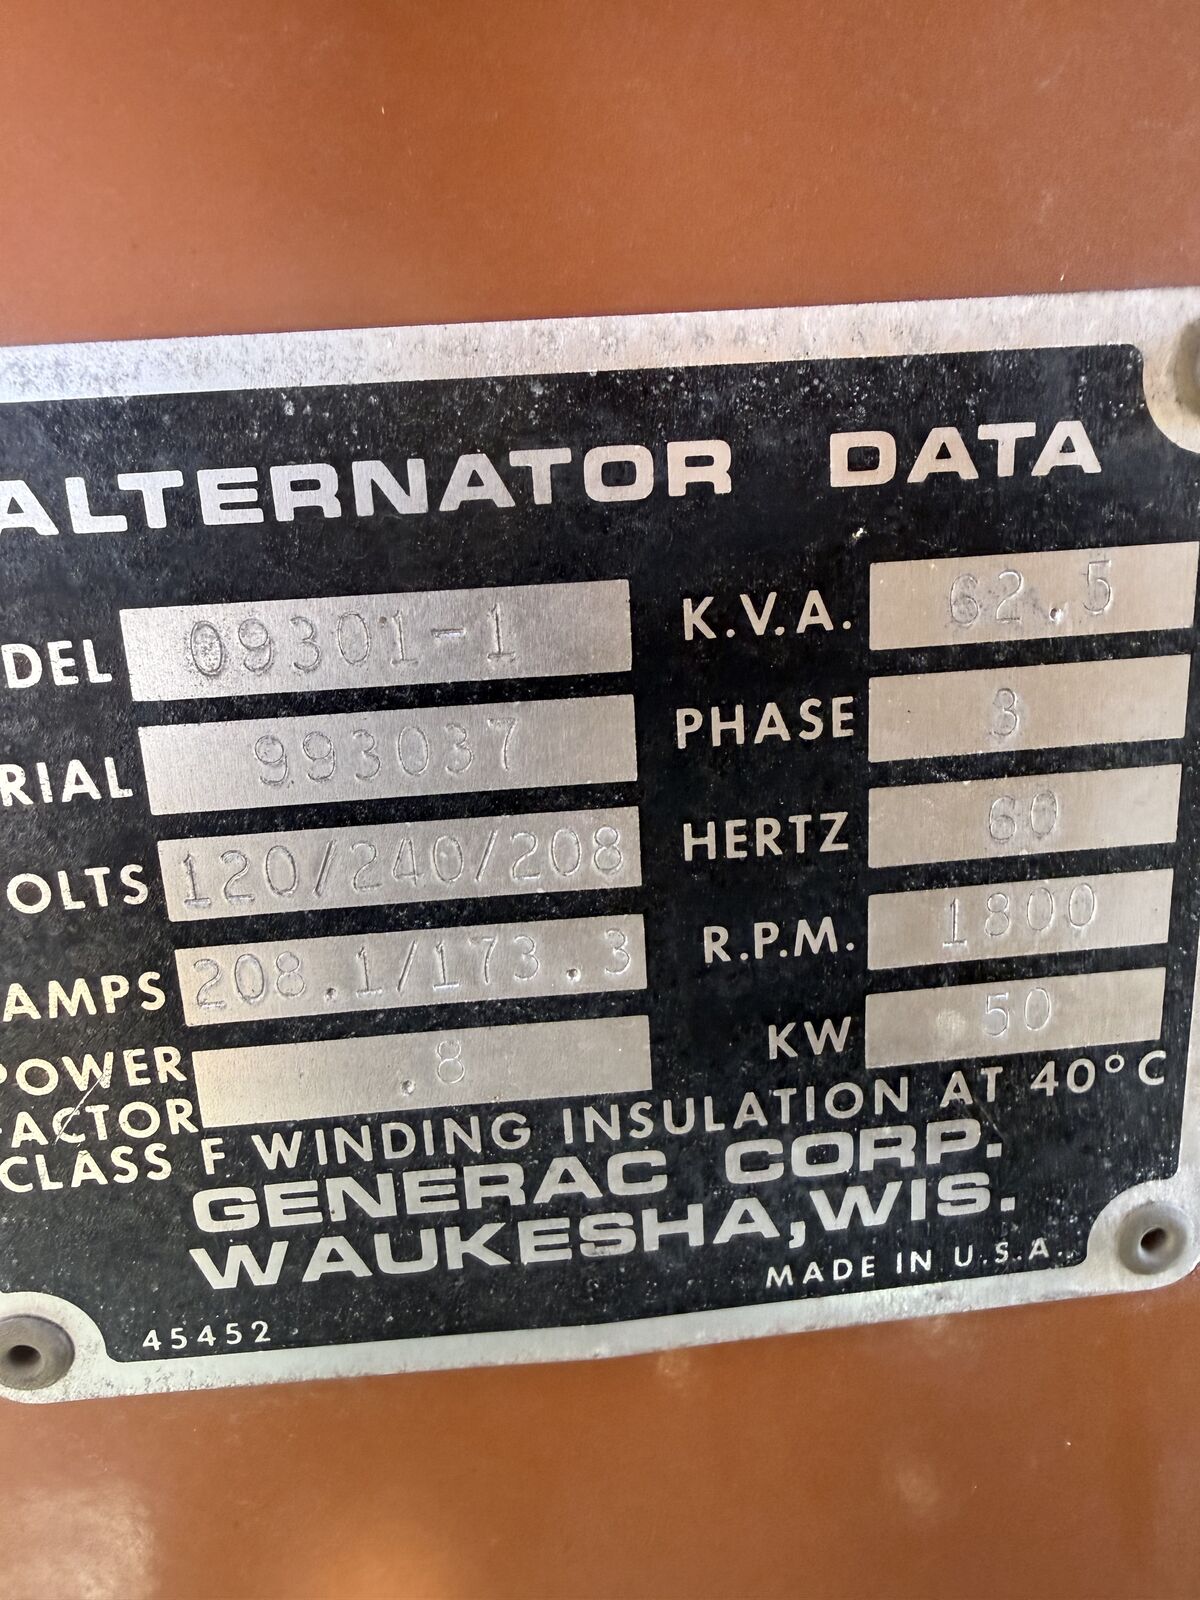 ALTERNATOR DATA
DEL 09301-1 K.V.A. 62.5
RIAL 993037 PHASE 3
OLTS 120/240/208 HERTZ 60
AMPS 208.1/173.3 R.P.M. 1800
POWER
ACTOR .8 KW 50
CLASS F WINDING INSULATION AT 40°C
GENERAC CORP.
WAUKESHA, WIS.
MADE IN U.S.A.
45452